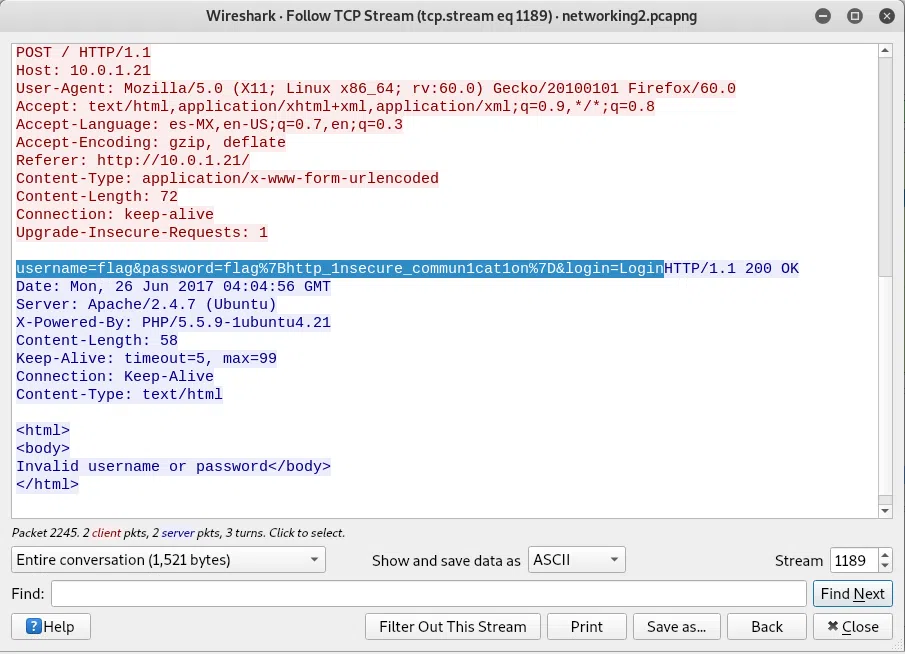 Wireshark · Follow TCP Stream (tcp.stream eq 1189) · networking2.pcapng
POST / HTTP/1.1
Host: 10.0.1.21
User-Agent: Mozilla/5.0 (X11; Linux x86_64; rv:60.0) Gecko/20100101 Firefox/60.0
Accept: text/html,application/xhtml+xml,application/xml;q=0.9,*/*;q=0.8
Accept-Language: es-MX,en-US;q=0.7,en;q=0.3
Accept-Encoding: gzip, deflate
Referer: http://10.0.1.21/
Content-Type: application/x-www-form-urlencoded
Content-Length: 72
Connection: keep-alive
Upgrade-Insecure-Requests: 1
username=flag&password=flag%7Bhttp_1nsecure_commun1cat1on%7D&login=LoginHTTP/1.1 200 OK
Date: Mon, 26 Jun 2017 04:04:56 GMT
Server: Apache/2.4.7 (Ubuntu)
X-Powered-By: PHP/5.5.9-1ubuntu4.21
Content-Length: 58
Keep-Alive: timeout=5, max=99
Connection: Keep-Alive
Content-Type: text/html
<html>
<body>
Invalid username or password</body>
</html>
Packet 2245. 2 client pkts, 2 server pkts, 3 turns. Click to select.
Entire conversation (1,521 bytes) Show and save data as ASCII Stream 1189
Find: Find Next
?Help Filter Out This Stream Print Save as... Back Close